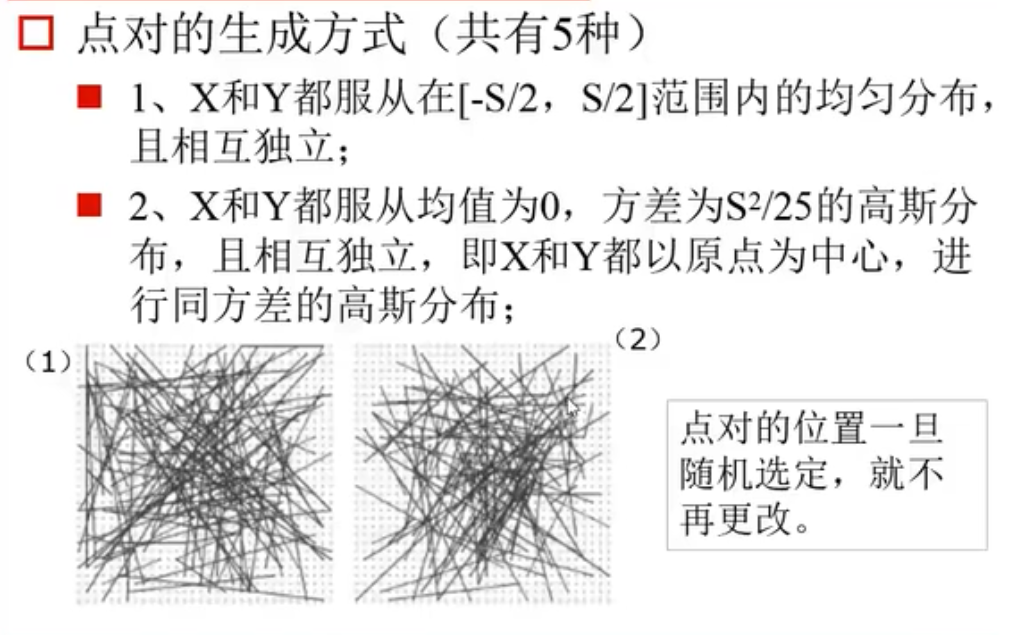 点对的生成方式（共有5种）
1、X和Y都服从在[-S/2，S/2]范围内的均匀分布，
且相互独立；
2、X和Y都服从均值为0，方差为S²/25的高斯分
布，且相互独立，即X和Y都以原点为中心，进
行同方差的高斯分布；
（1）
（2）
点对的位置一旦
随机选定，就不
再更改。